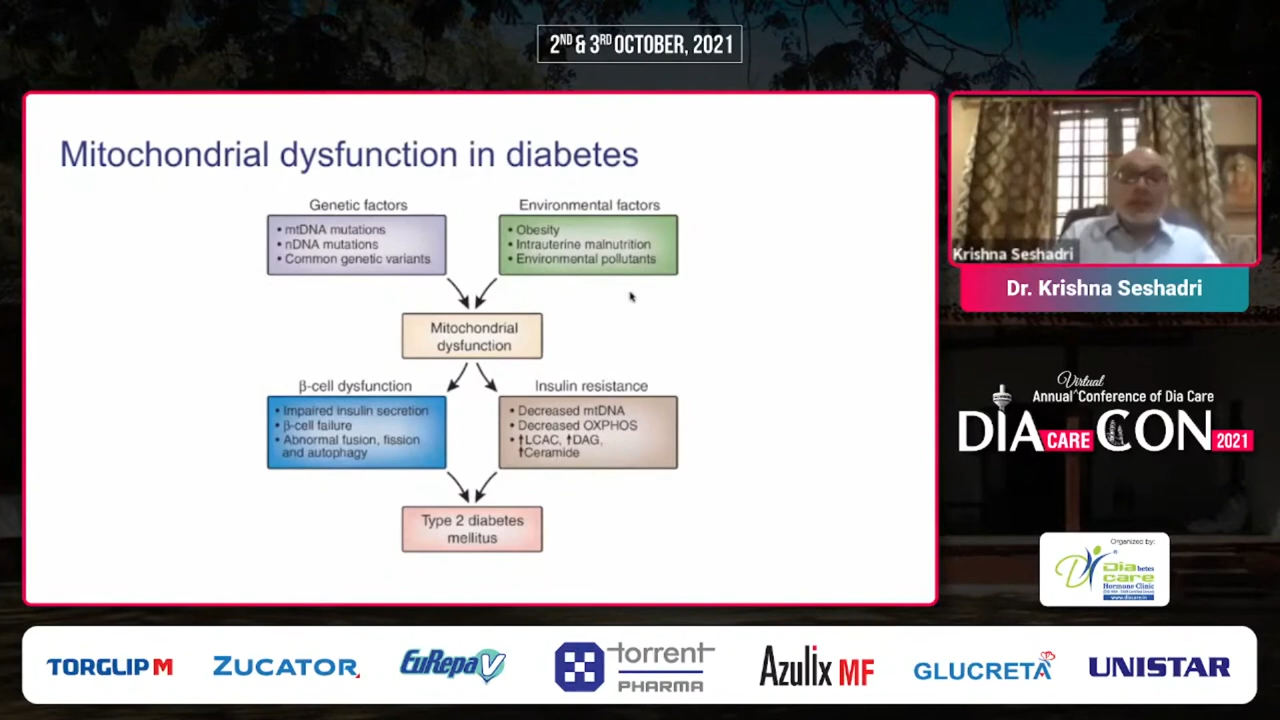 2ND & 3RD OCTOBER, 2021
Mitochondrial dysfunction in diabetes
Genetic factors
• mtDNA mutations
• nDNA mutations
• Common genetic variants
Environmental factors
• Obesity
• Intrauterine malnutrition
• Environmental pollutants
Mitochondrial
dysfunction
β-cell dysfunction
• Impaired insulin secretion
• β-cell failure
• Abnormal fusion, fission
and autophagy
Insulin resistance
• Decreased mtDNA
• Decreased OXPHOS
• ↑LCAC, ↑DAG,
↑Ceramide
Type 2 diabetes
mellitus
Krishna Seshadri
Dr. Krishna Seshadri
Virtual
Annual ^ Conference of Dia Care
DIA CARE CON 2021
Organized by:
Diabetes
care
Hormone Clinic
www.diacare.in
TORGLIP M
ZUCATOR
EuRepa V
torrent
PHARMA
Azulix MF
GLUCRETA
UNISTAR